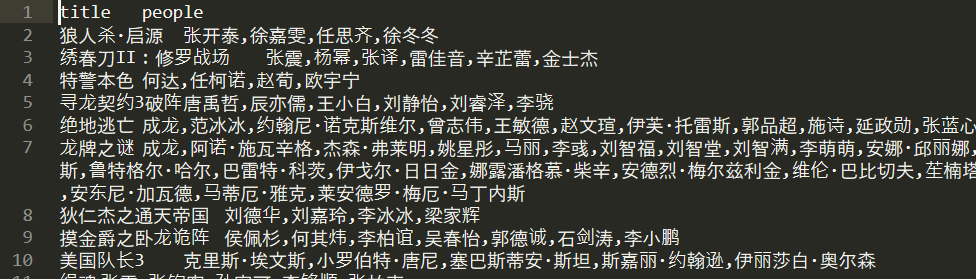 1 title people
2 狼人杀·启源 张开泰,徐嘉雯,任思齐,徐冬冬
3 绣春刀II：修罗战场 张震,杨幂,张译,雷佳音,辛芷蕾,金士杰
4 特警本色 何达,任柯诺,赵荀,欧宇宁
5 寻龙契约3破阵 唐禹哲,辰亦儒,王小白,刘静怡,刘睿泽,李骁
6 绝地逃亡 成龙,范冰冰,约翰尼·诺克斯维尔,曾志伟,王敏德,赵文瑄,伊芙·托雷斯,郭品超,施诗,延政勋,张蓝心
7 龙牌之谜 成龙,阿诺·施瓦辛格,杰森·弗莱明,姚星彤,马丽,李彧,刘智福,刘智堂,刘智满,李萌萌,安娜·邱丽娜,
斯,鲁特格尔·哈尔,巴雷特·科茨,伊戈尔·日日金,娜露潘格慕·柴辛,安德烈·梅尔兹利金,维伦·巴比切夫,苼楠塔
,安东尼·加瓦德,马蒂厄·雅克,莱安德罗·梅厄·马丁内斯
8 狄仁杰之通天帝国 刘德华,刘嘉玲,李冰冰,梁家辉
9 摸金爵之卧龙诡阵 侯佩杉,何其炜,李柏谊,吴春怡,郭德诚,石剑涛,李小鹏
10 美国队长3 克里斯·埃文斯,小罗伯特·唐尼,塞巴斯蒂安·斯坦,斯嘉丽·约翰逊,伊丽莎白·奥尔森